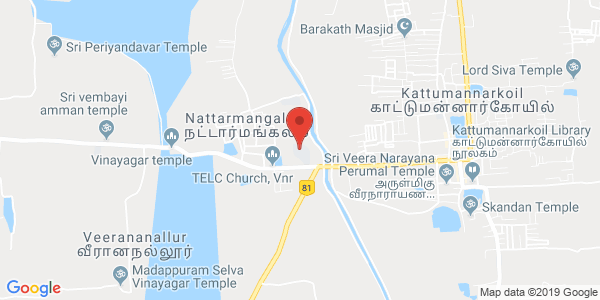 Barakath Masjid
Sri Periyandavar Temple
Lord Siva Temple
Kattumannarkoil
காட்டுமன்னார்கோயில்
Sri vembayi
amman temple
Nattarmangal
நட்டார்மங்கலம்
Kattumannarkoil Library
காட்டுமன்னார்கோயில்
நூலகம்
Vinayagar temple
TELC Church, Vnr
Sri Veera Narayana
Perumal Temple
அருள்மிகு
வீரநாராயண ...
81
Skandan Temple
Veerananallur
வீரானநல்லூர்
Madappuram Selva
Vinayagar Temple
Google
Map data ©2019 Google